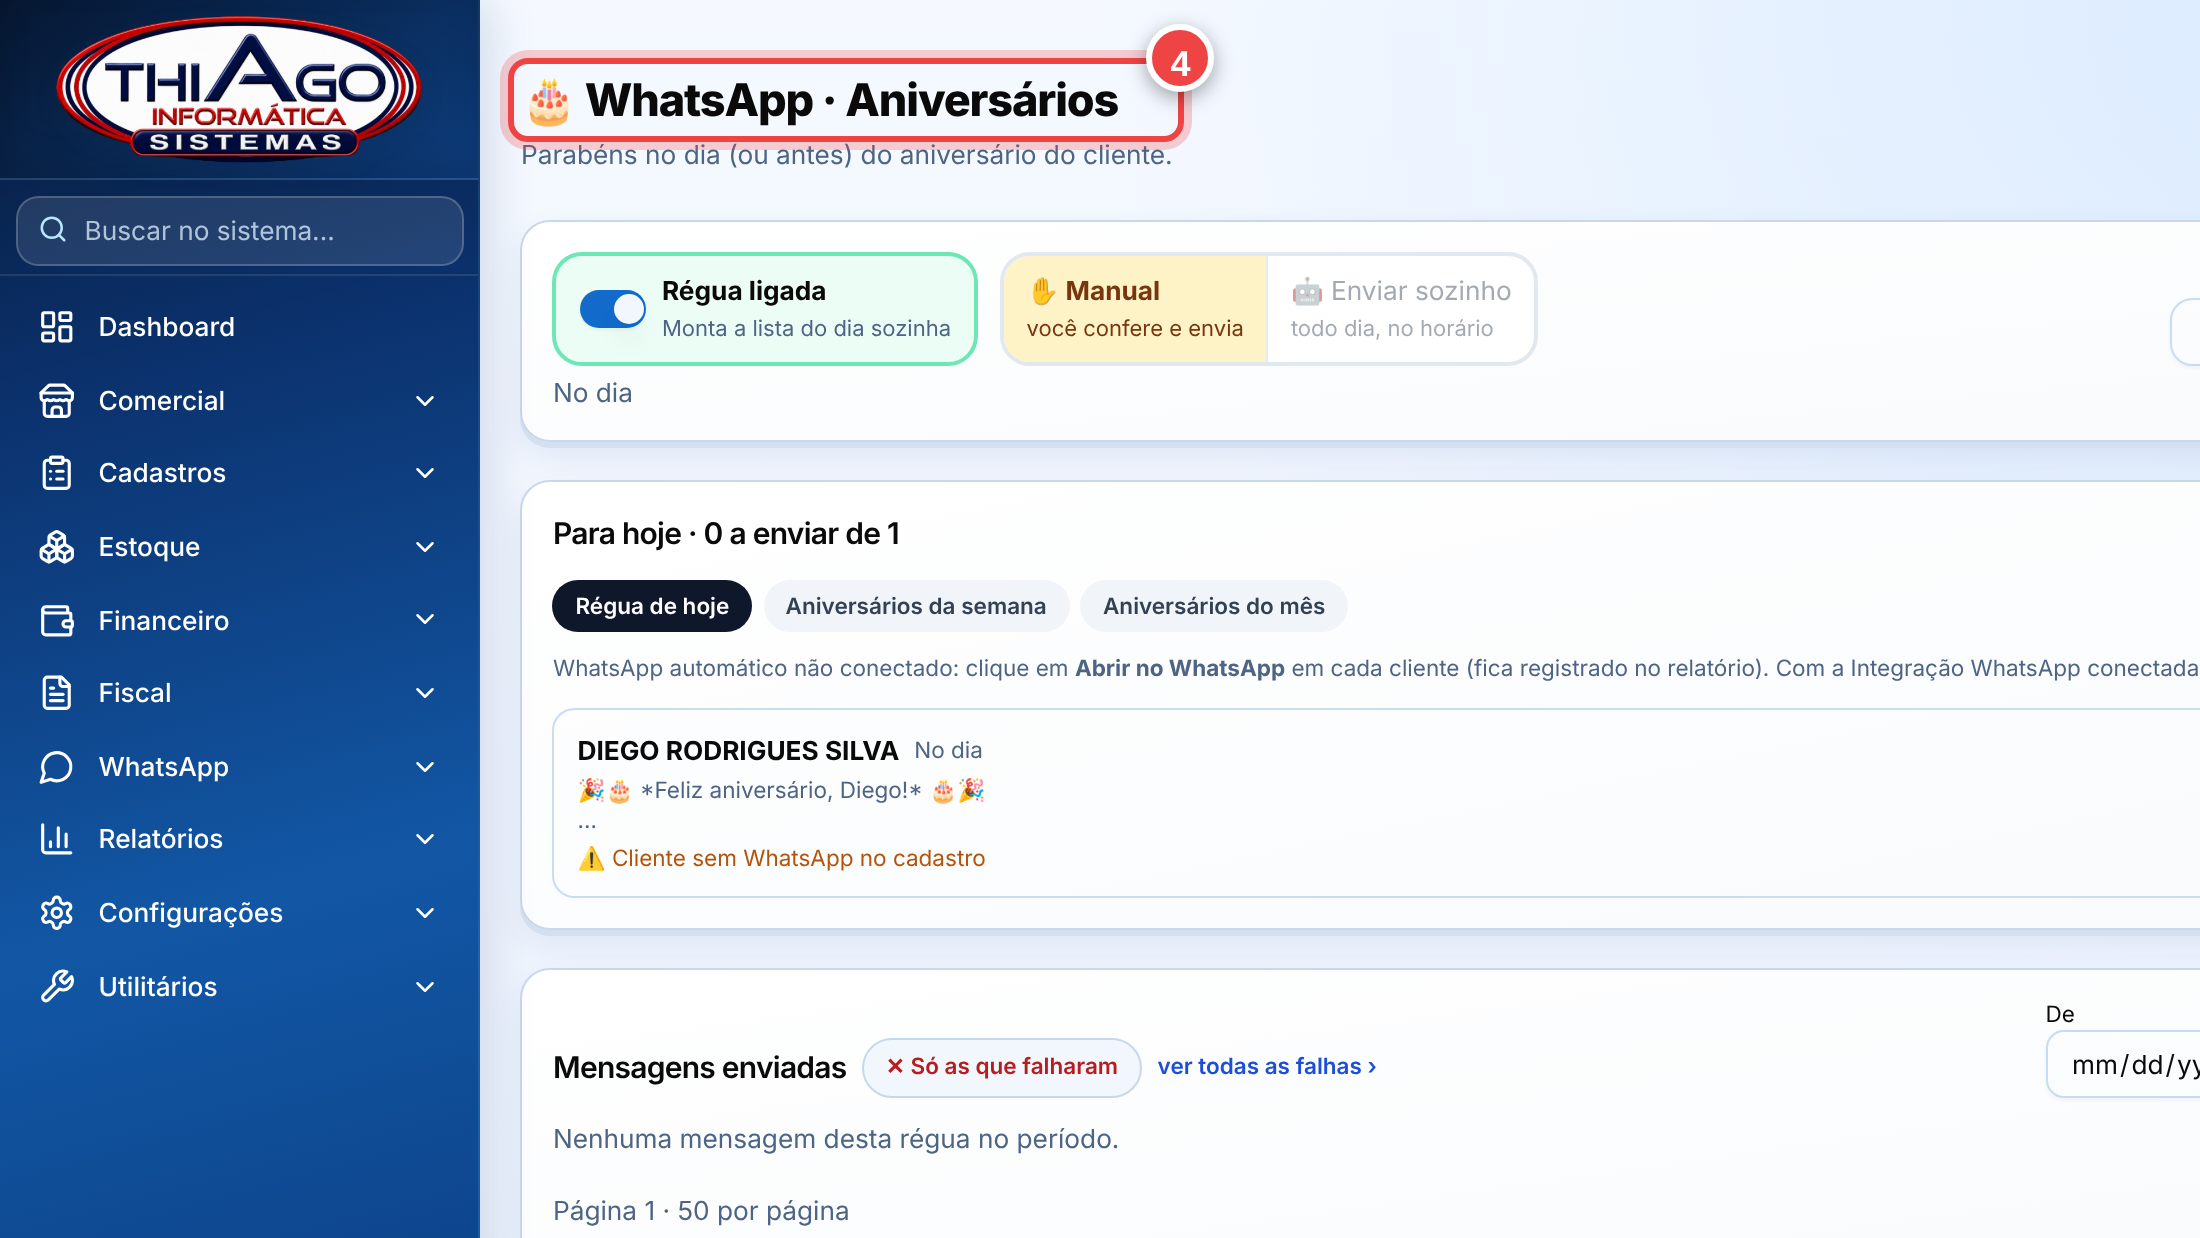 THIAGO
INFORMÁTICA
SISTEMAS
Buscar no sistema...
Dashboard
Comercial
Cadastros
Estoque
Financeiro
Fiscal
WhatsApp
Relatórios
Configurações
Utilitários
🎂 WhatsApp · Aniversários
4
Parabéns no dia (ou antes) do aniversário do cliente.
Régua ligada
Monta a lista do dia sozinha
✋ Manual
você confere e envia
🤖 Enviar sozinho
todo dia, no horário
No dia
Para hoje · 0 a enviar de 1
Régua de hoje
Aniversários da semana
Aniversários do mês
WhatsApp automático não conectado: clique em Abrir no WhatsApp em cada cliente (fica registrado no relatório). Com a Integração WhatsApp conectada
DIEGO RODRIGUES SILVA No dia
🎉🎂 *Feliz aniversário, Diego!* 🎂🎉
...
⚠️ Cliente sem WhatsApp no cadastro
De
Mensagens enviadas
✕ Só as que falharam
ver todas as falhas ›
mm/dd/yy
Nenhuma mensagem desta régua no período.
Página 1 · 50 por página